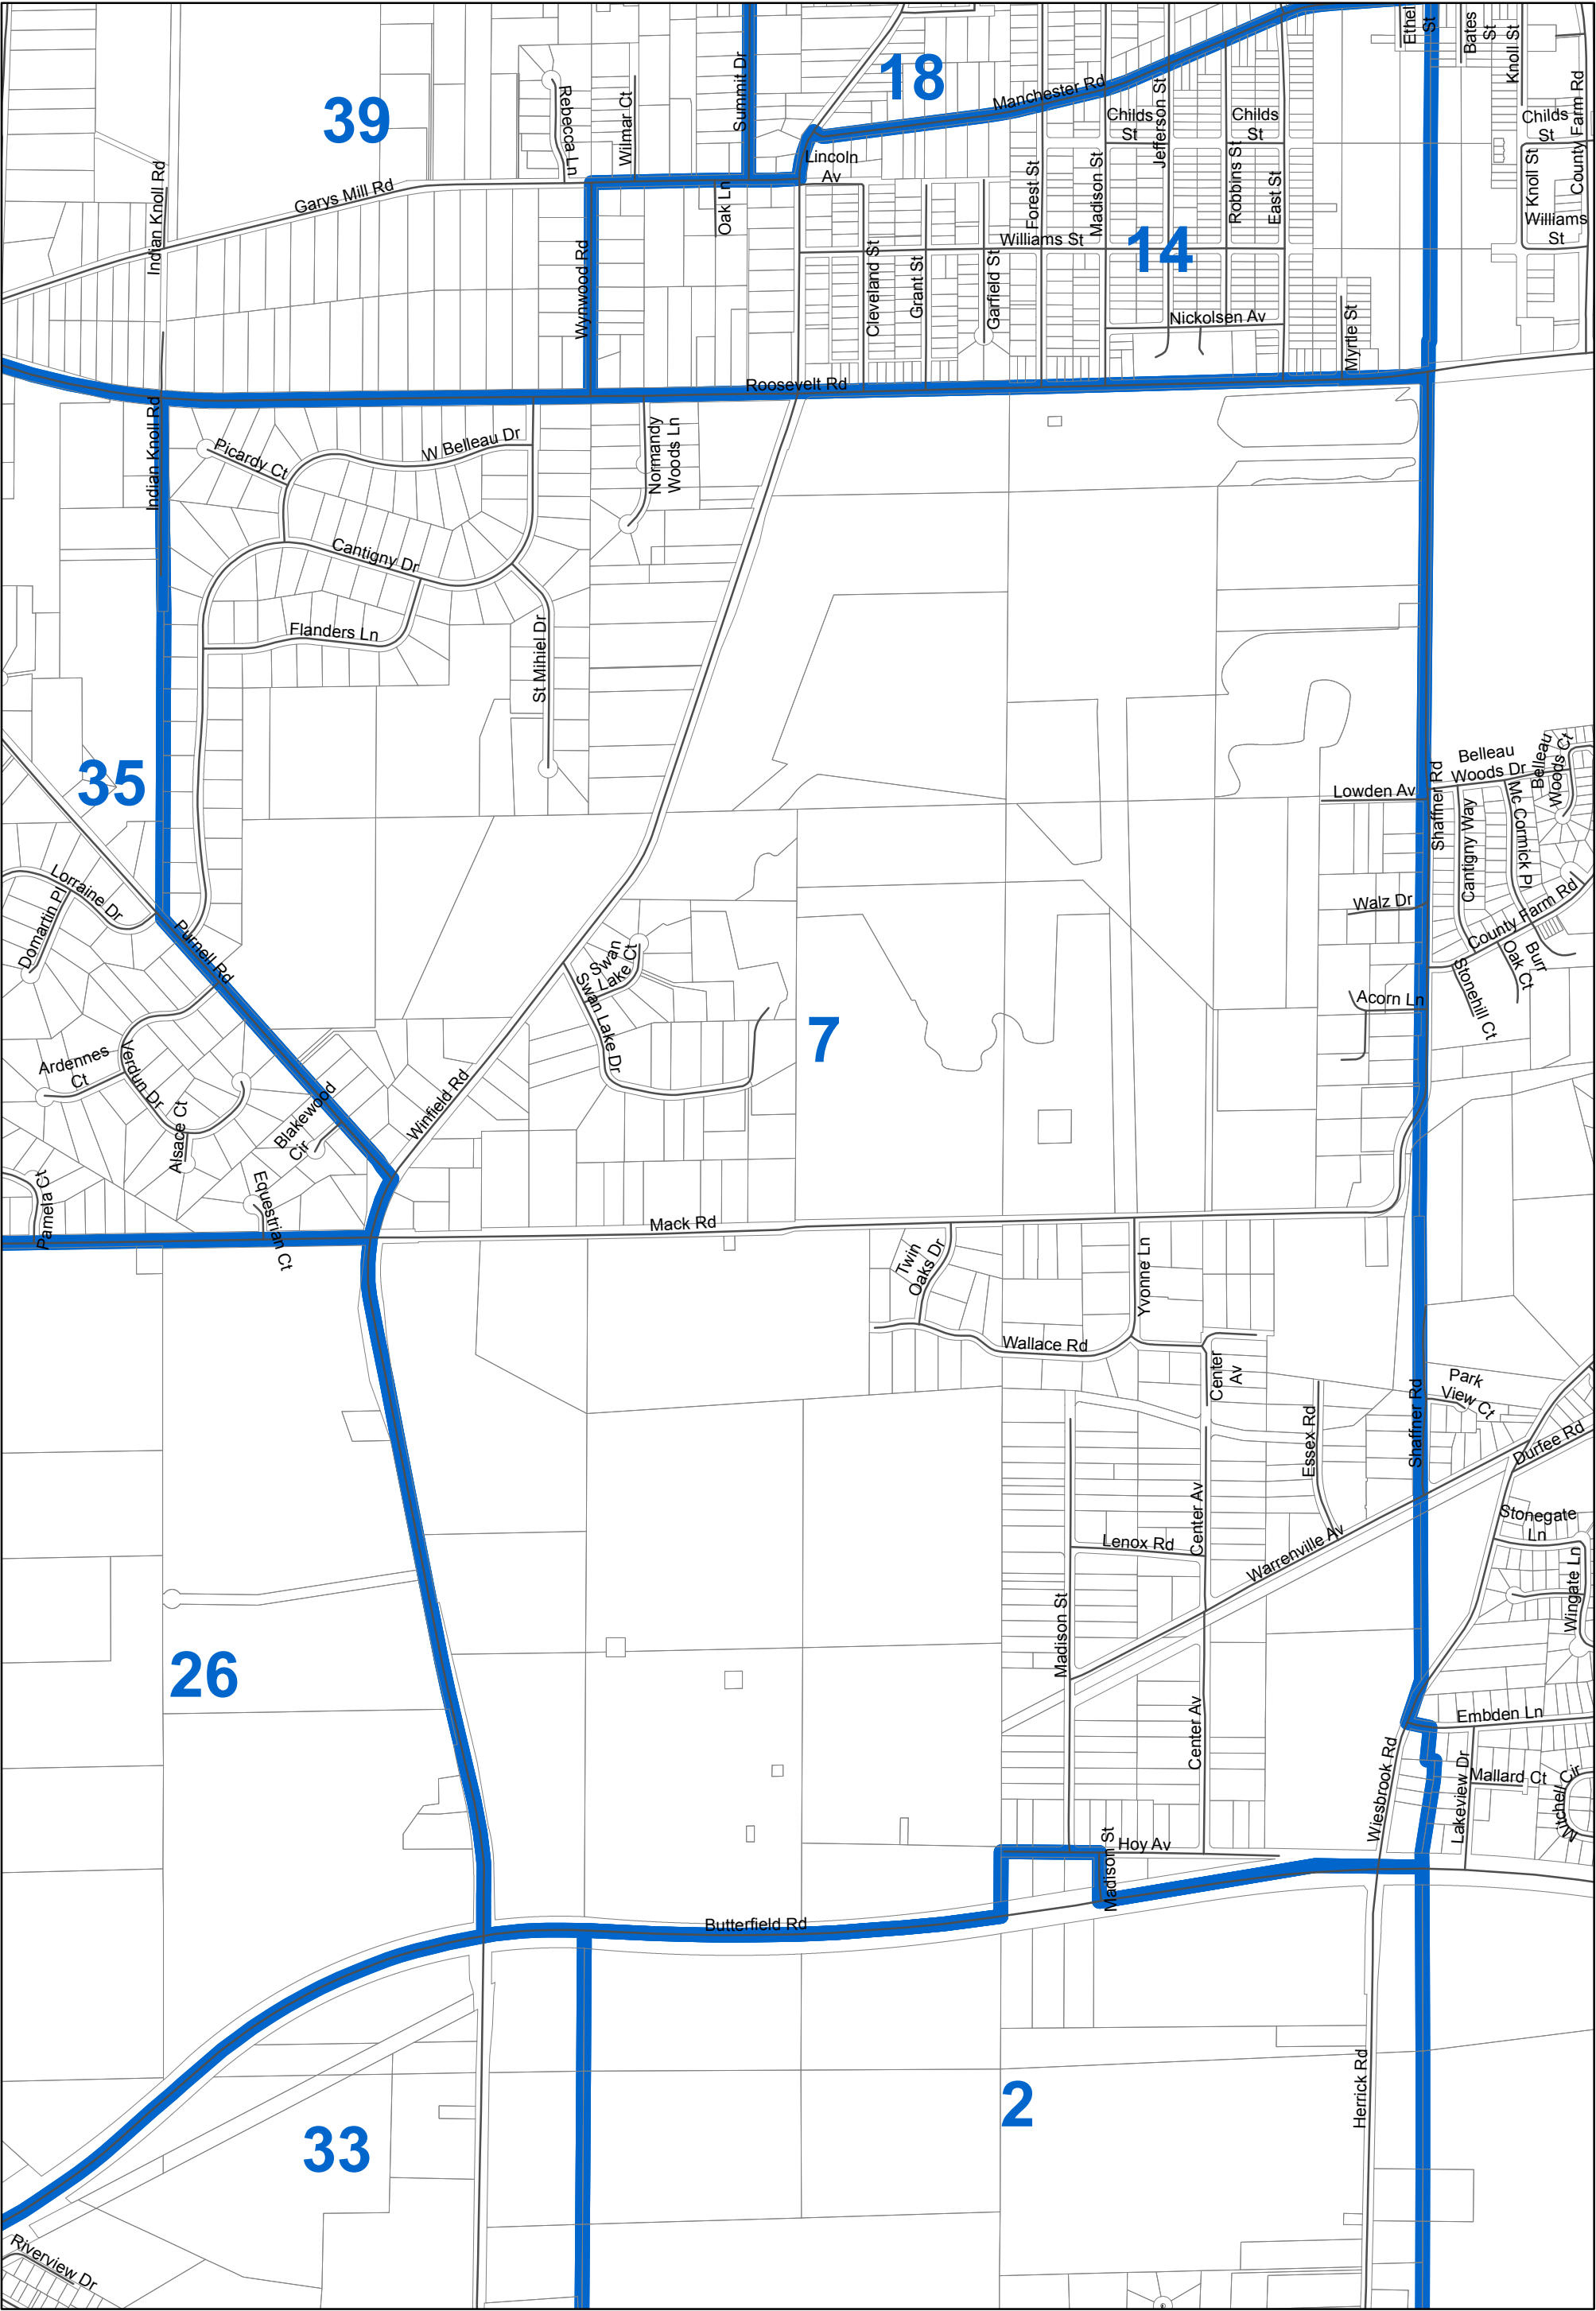 39
18
14
35
7
26
33
2
Rebecca Ln
Wilmar Ct
Summit Dr
Manchester Rd
Ethel
St
Bates
St
Knoll St
County Farm Rd
Childs
St
Childs
St
Childs
St
Jefferson St
Lincoln
Av
Indian Knoll Rd
Garys Mill Rd
Oak Ln
Forest St
Madison St
Robbins St
East St
Knoll St
Williams
St
Williams St
Wynwood Rd
Cleveland St
Grant St
Garfield St
Nickolsen Av
Myrtle St
Roosevelt Rd
Indian Knoll Rd
Picardy Ct
W Belleau Dr
Normandy
Woods Ln
Cantigny Dr
Flanders Ln
St Mihiel Dr
Belleau
Woods Dr
Belleau
Woods Ct
Lowden Av
Shaffner Rd
Cantigny Way
Mc Cormick Pl
Walz Dr
County Farm Rd
Burr
Oak Ct
Stonehill Ct
Acorn Ln
Lorraine Dr
Domartin Pl
Purnell Rd
Swan
Lake Ct
Swan Lake Dr
Ardennes
Ct
Verdun Dr
Alsace Ct
Blakewood
Cir
Winfield Rd
Pamela Ct
Equestrian Ct
Mack Rd
Twin
Oaks Dr
Yvonne Ln
Wallace Rd
Center
Av
Park
View Ct
Shaffner Rd
Essex Rd
Durfee Rd
Center Av
Lenox Rd
Warrenville Av
Stonegate
Ln
Wingate Ln
Madison St
Center Av
Embden Ln
Wiesbrook Rd
Lakeview Dr
Mallard Ct
Mitchell Cir
Hoy Av
Madison St
Butterfield Rd
Herrick Rd
Riverview Dr